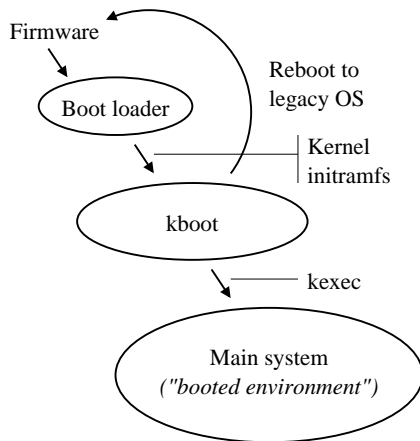 Firmware
Reboot to
legacy OS
Boot loader
Kernel
initramfs
kboot
kexec
Main system
("booted environment")